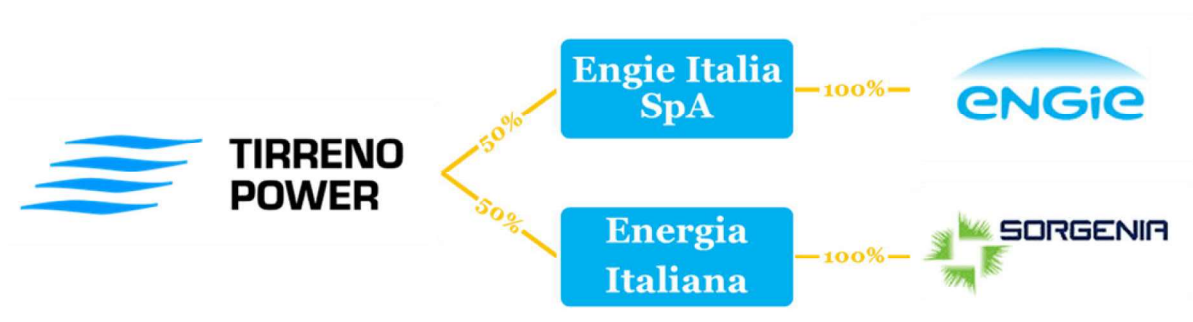 TIRRENO
POWER
50%
50%
Engie Italia
SpA
100%
ENGIE
Energia
Italiana
100%
SORGENIA